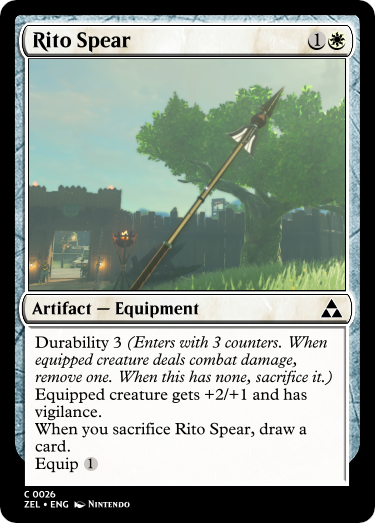 Rito Spear 1
Artifact — Equipment
Durability 3 (Enters with 3 counters. When
equipped creature deals combat damage,
remove one. When this has none, sacrifice it.)
Equipped creature gets +2/+1 and has
vigilance.
When you sacrifice Rito Spear, draw a
card.
Equip 1
C 0026
ZEL • ENG Nintendo